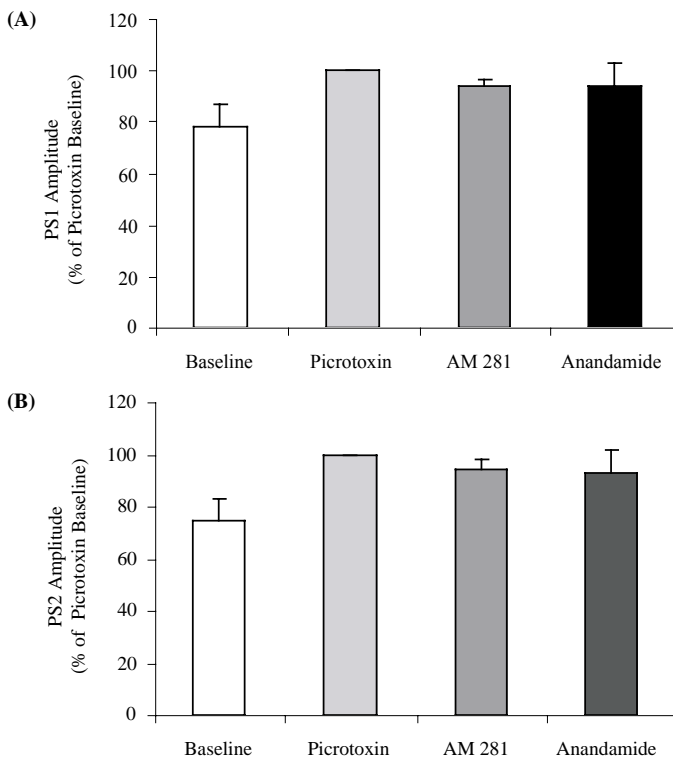 (A)
PS1 Amplitude
(% of Picrotoxin Baseline)
120
100
80
60
40
20
0
Baseline Picrotoxin AM 281 Anandamide
(B)
PS2 Amplitude
(% of Picrotoxin Baseline)
120
100
80
60
40
20
0
Baseline Picrotoxin AM 281 Anandamide